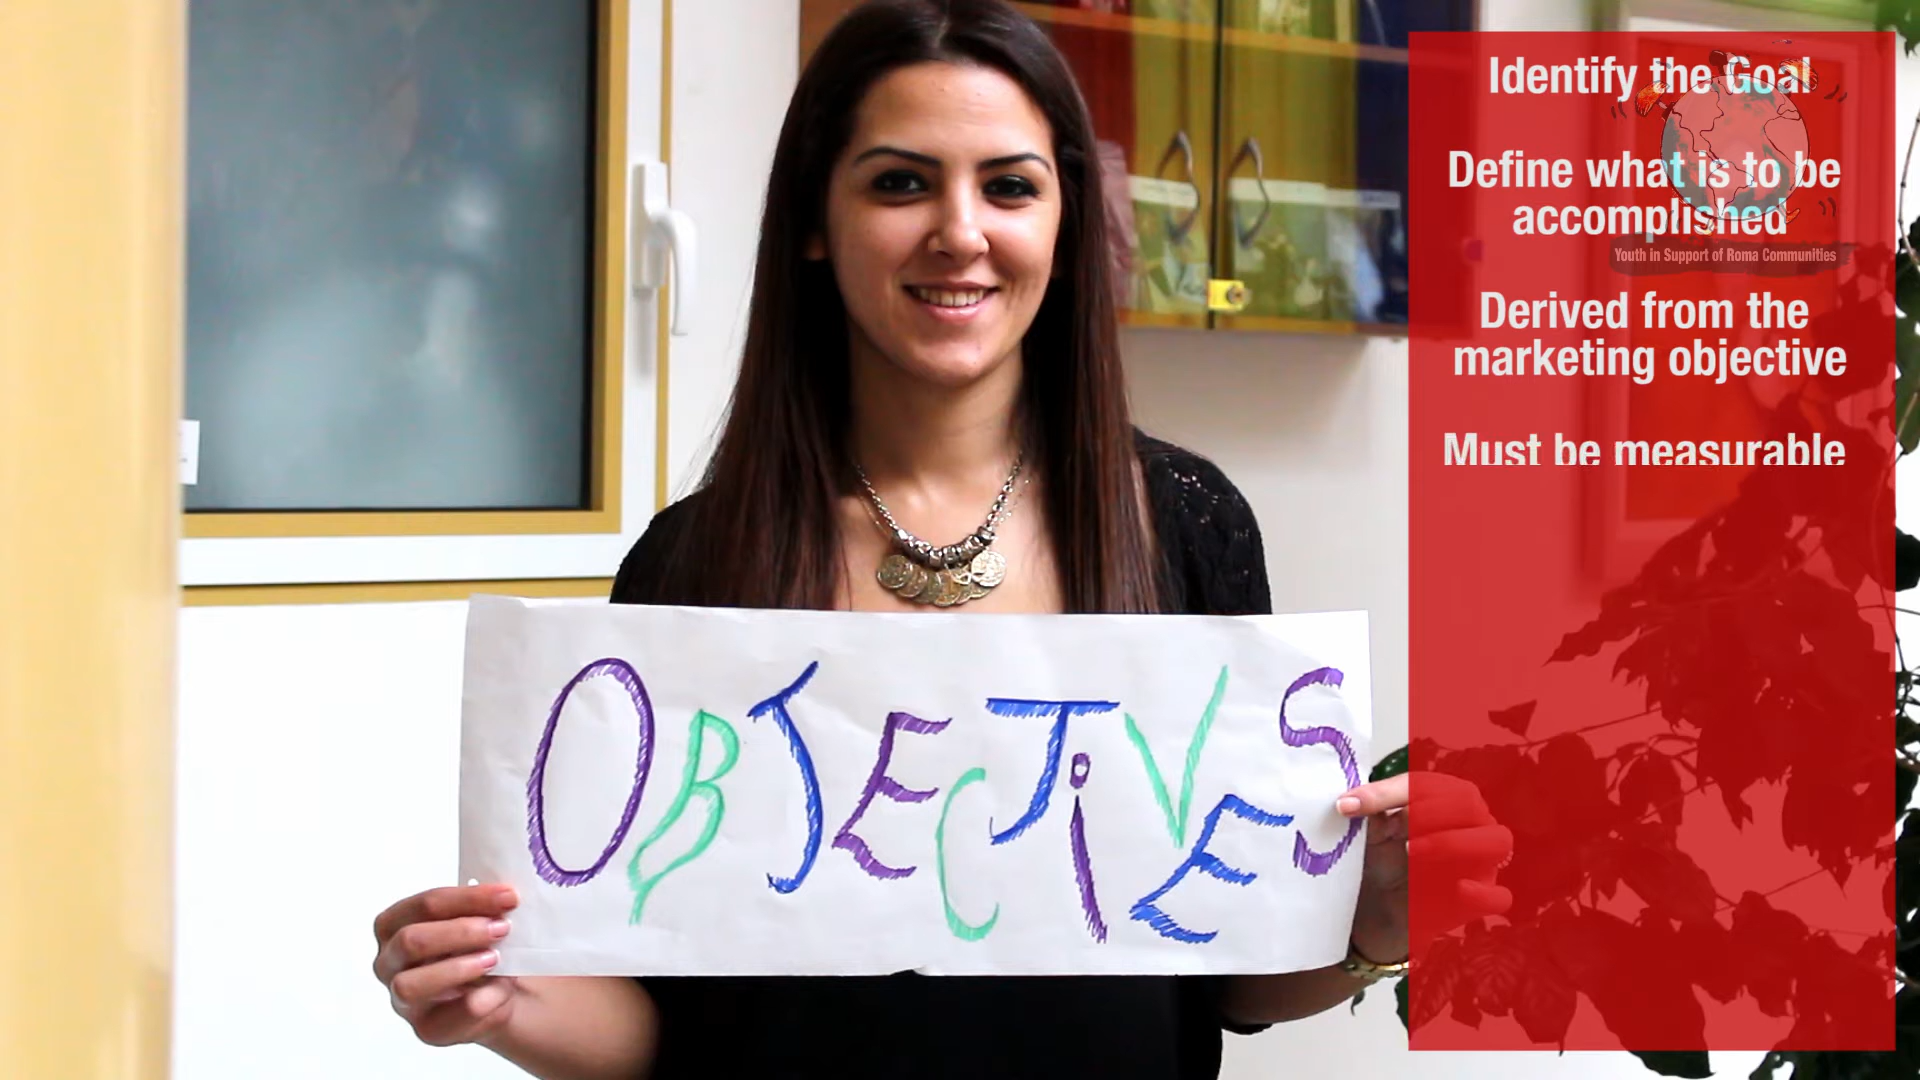 OBJECTiVES
Identify the Goal
Define what is to be
accomplished
Youth in Support of Roma Communities
Derived from the
marketing objective
Must be measurable